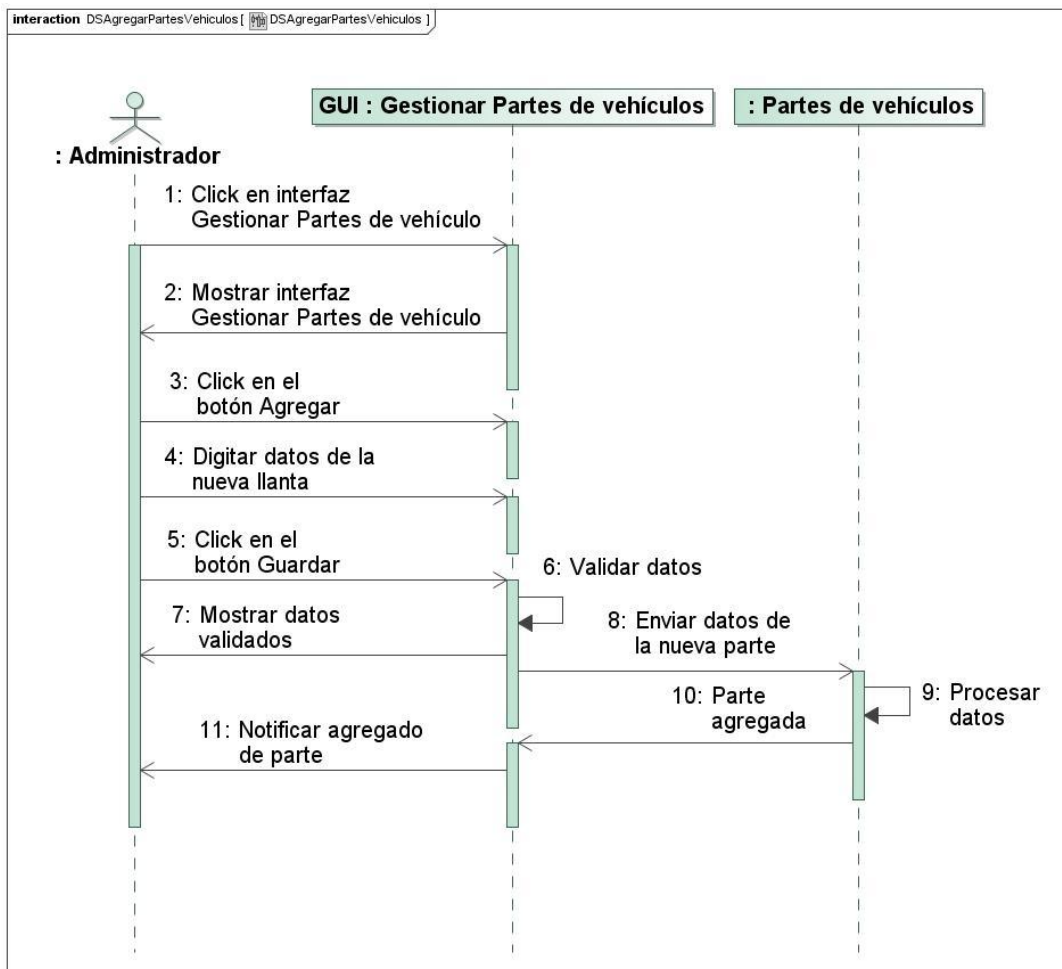 interaction DSAgregarPartesVehiculos [ DSAgregarPartesVehiculos ]
GUI : Gestionar Partes de vehículos
: Partes de vehículos
: Administrador
1: Click en interfaz
Gestionar Partes de vehículo
2: Mostrar interfaz
Gestionar Partes de vehículo
3: Click en el
botón Agregar
4: Digitar datos de la
nueva llanta
5: Click en el
botón Guardar
6: Validar datos
7: Mostrar datos
validados
8: Enviar datos de
la nueva parte
9: Procesar
datos
10: Parte
agregada
11: Notificar agregado
de parte